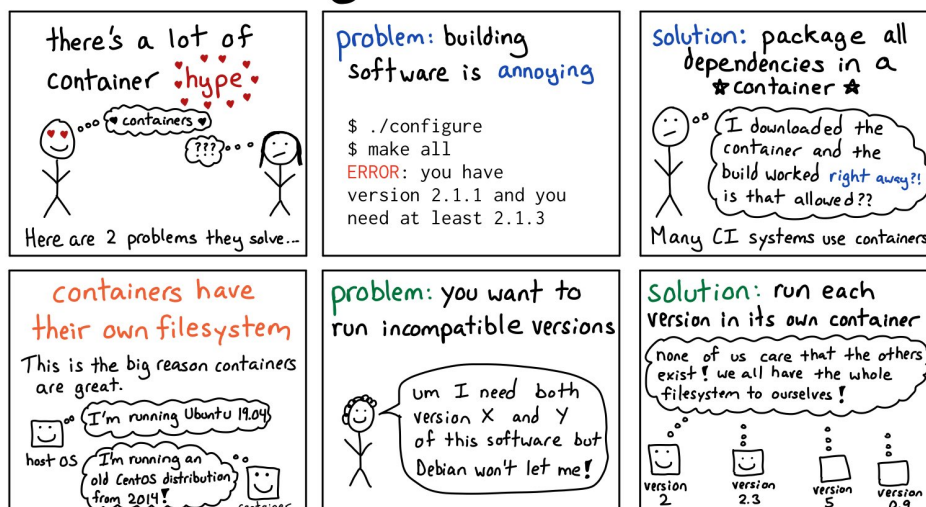 there's a lot of
container hype
♥ containers ♥
???
Here are 2 problems they solve...
problem: building
software is annoying
$ ./configure
$ make all
ERROR: you have
version 2.1.1 and you
need at least 2.1.3
solution: package all
dependencies in a
★ container ★
I downloaded the
container and the
build worked right away?!
is that allowed??
Many CI systems use containers
containers have
their own filesystem
This is the big reason containers
are great.
I'm running Ubuntu 19.04
host OS
I'm running an
old CentOS distribution
from 2014!
container
problem: you want to
run incompatible versions
um I need both
version X and Y
of this software but
Debian won't let me!
solution: run each
version in its own container
none of us care that the others
exist! we all have the whole
filesystem to ourselves!
version
2
version
2.3
version
5
version
0.9